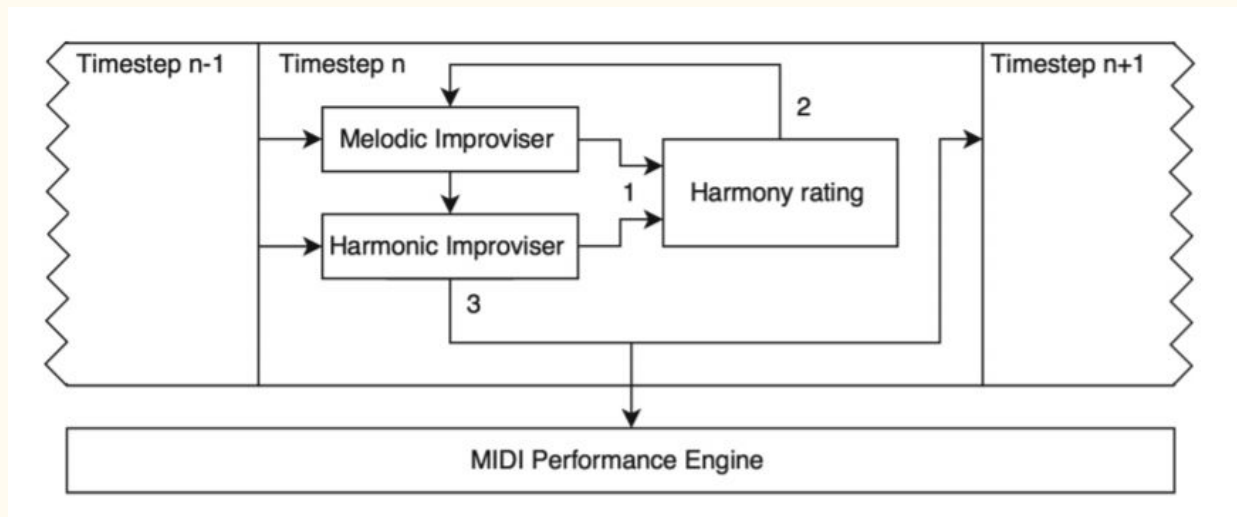 Timestep n-1
Timestep n
Timestep n+1
2
Melodic Improviser
1
Harmony rating
Harmonic Improviser
3
MIDI Performance Engine